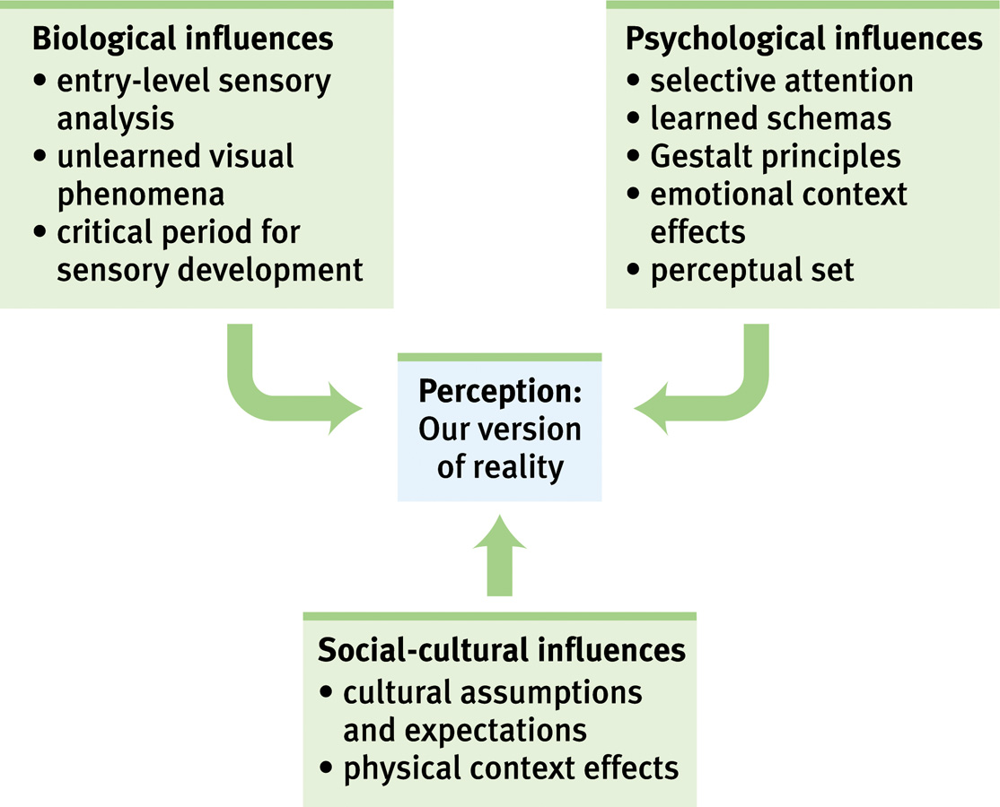 Biological influences
• entry-level sensory
analysis
• unlearned visual
phenomena
• critical period for
sensory development
Psychological influences
• selective attention
• learned schemas
• Gestalt principles
• emotional context
effects
• perceptual set
Perception:
Our version
of reality
Social-cultural influences
• cultural assumptions
and expectations
• physical context effects